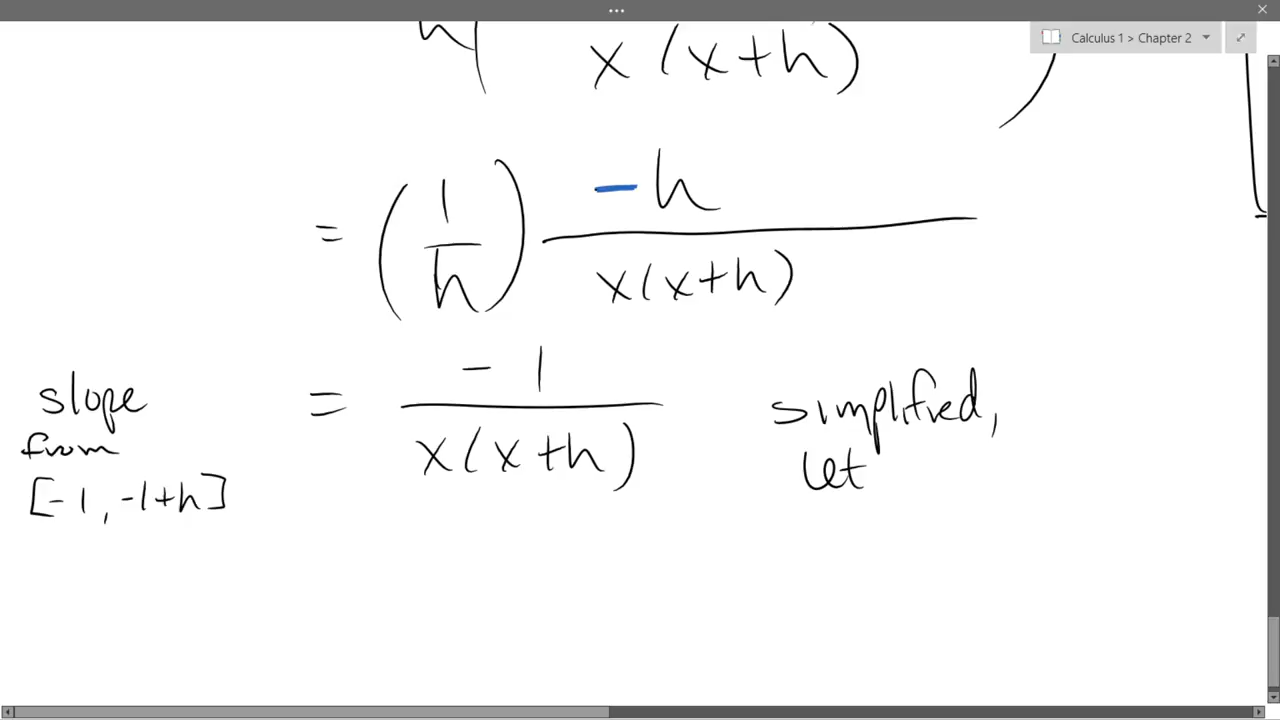 Calculus 1 > Chapter 2
h
x(x+h)
= (1/h) -h / x(x+h)
slope
from
[-1, -1+h]
= -1 / x(x+h)
simplified,
let